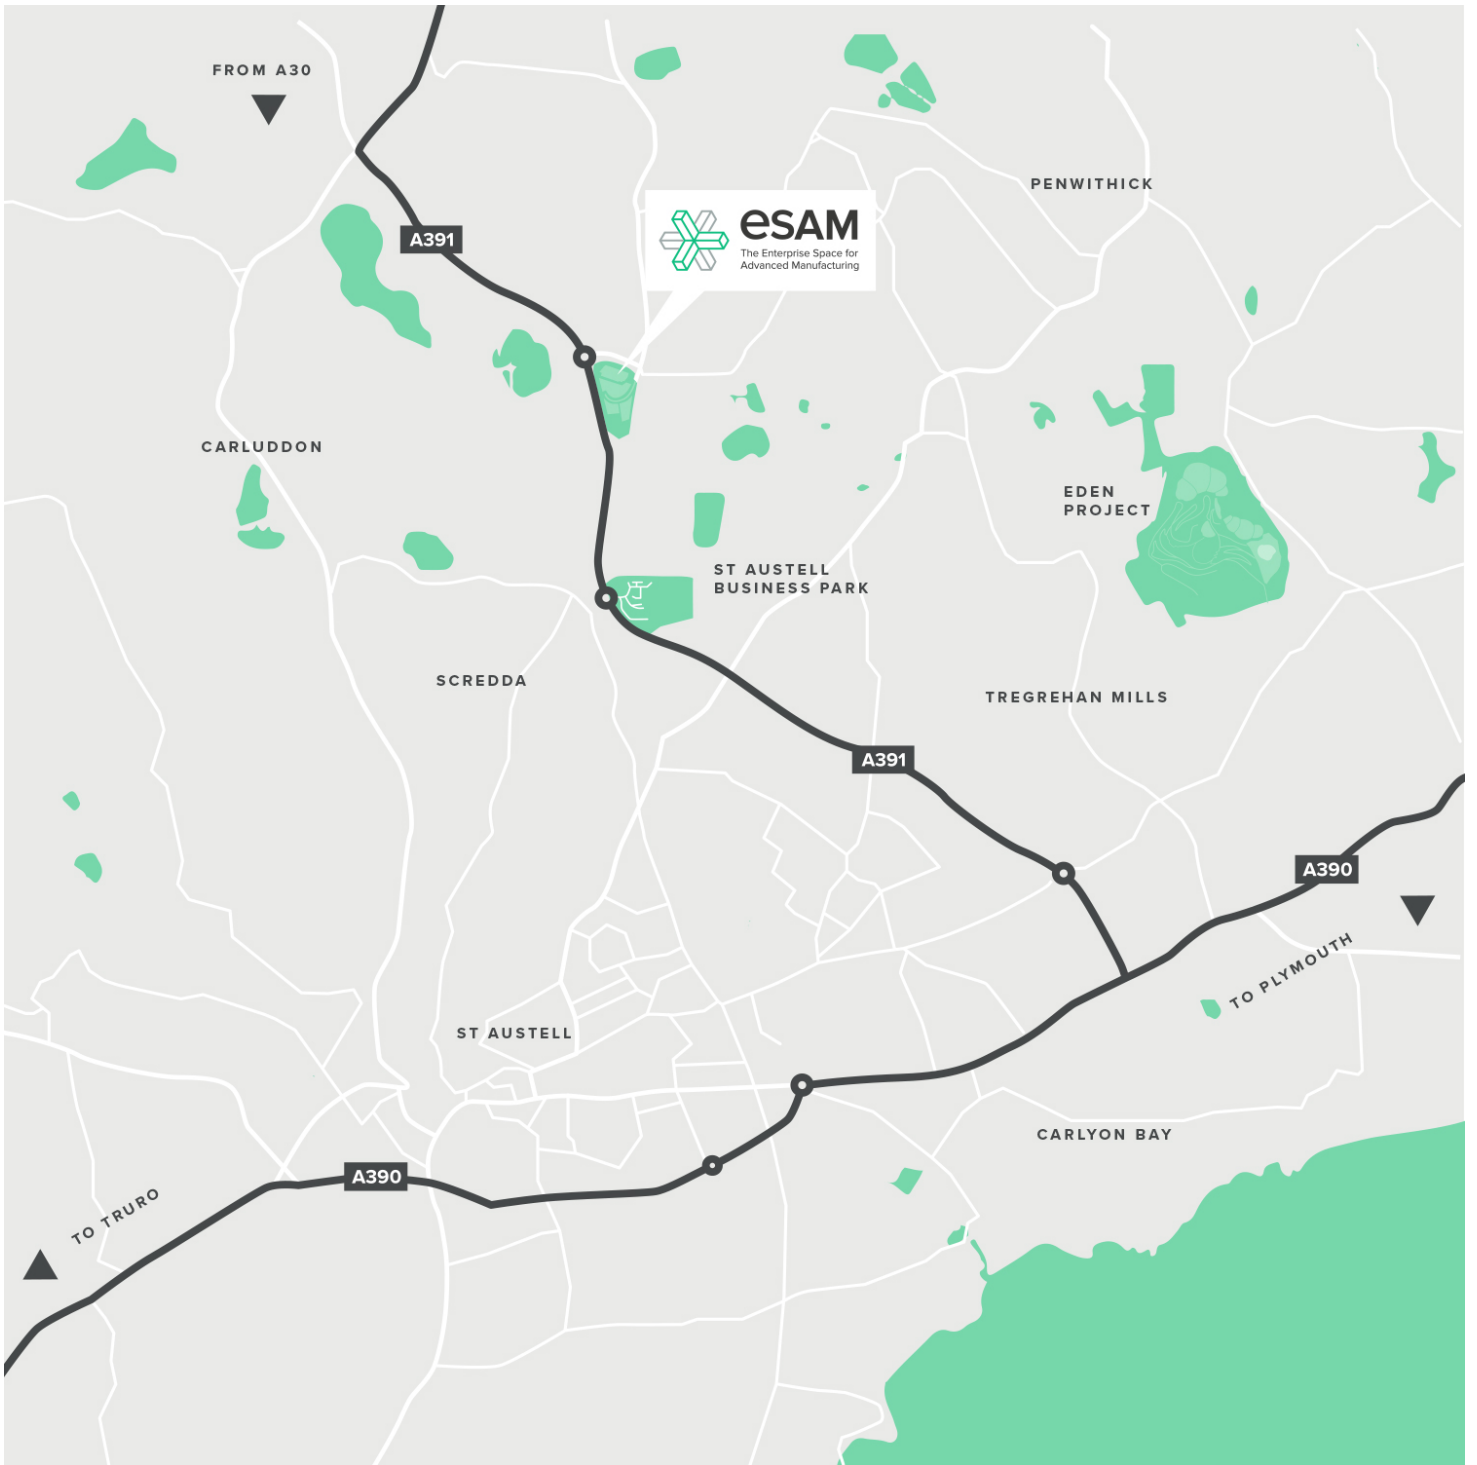 FROM A30
PENWITHICK
eSAM
The Enterprise Space for
Advanced Manufacturing
A391
CARLUDDON
EDEN
PROJECT
ST AUSTELL
BUSINESS PARK
SCREDDA
TREGREHAN MILLS
A391
A390
TO PLYMOUTH
ST AUSTELL
CARLYON BAY
A390
TO TRURO